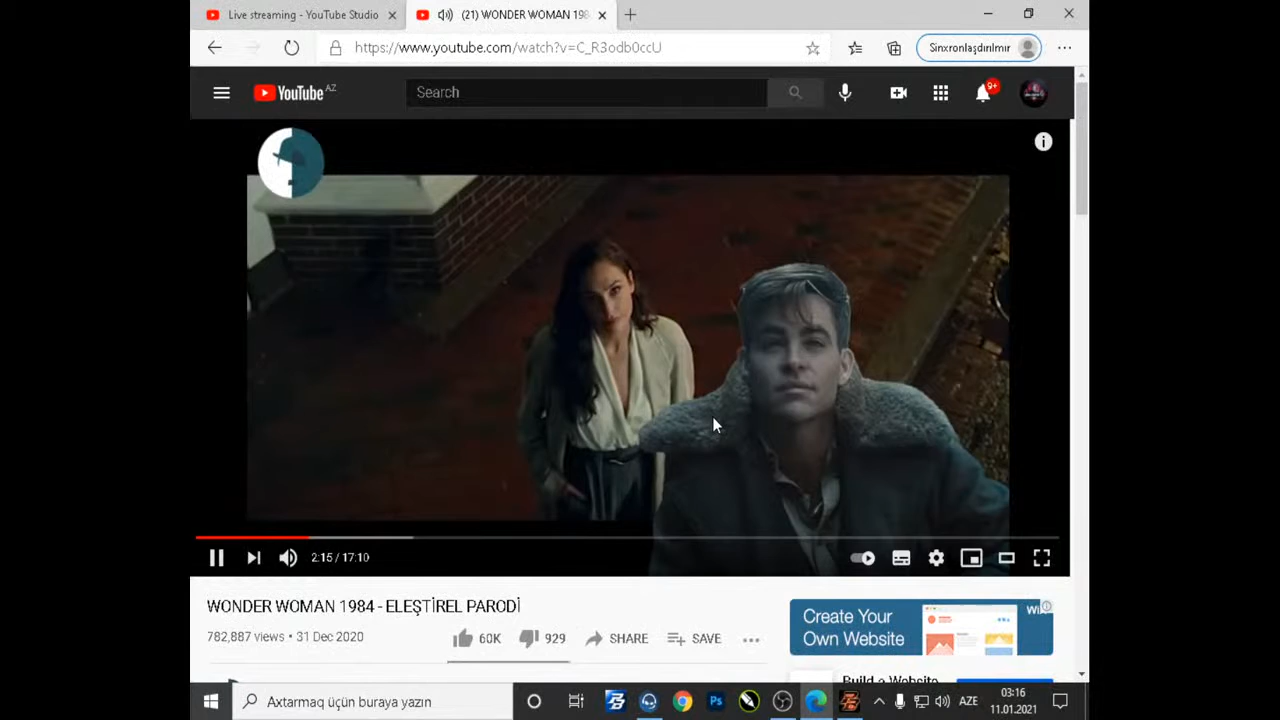 Live streaming - YouTube Studio
(21) WONDER WOMAN 198
https://www.youtube.com/watch?v=C_R3odb0ccU
Sinxronlaşdırılmır
YouTube AZ
Search
9+
2:15 / 17:10
WONDER WOMAN 1984 - ELEŞTİREL PARODİ
782,887 views • 31 Dec 2020
60K
929
SHARE
SAVE
Create Your
Own Website
Build a Website
Axtarmaq üçün buraya yazın
Ps
AZE
03:16
11.01.2021